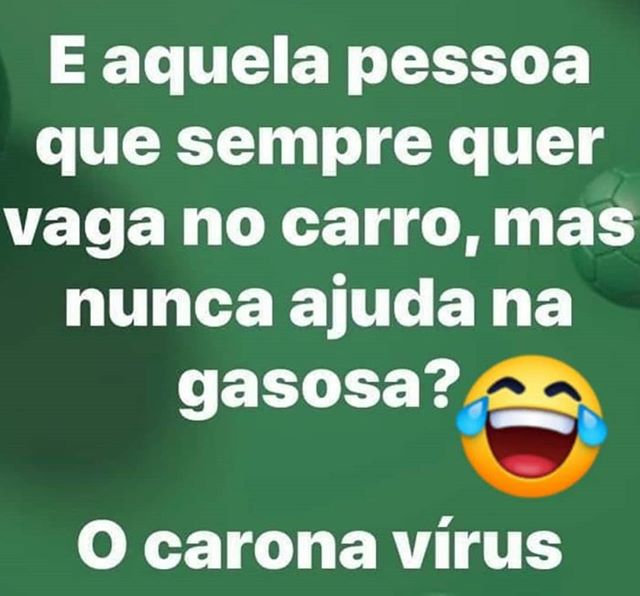 E aquela pessoa
que sempre quer
vaga no carro, mas
nunca ajuda na
gasosa?
O carona vírus